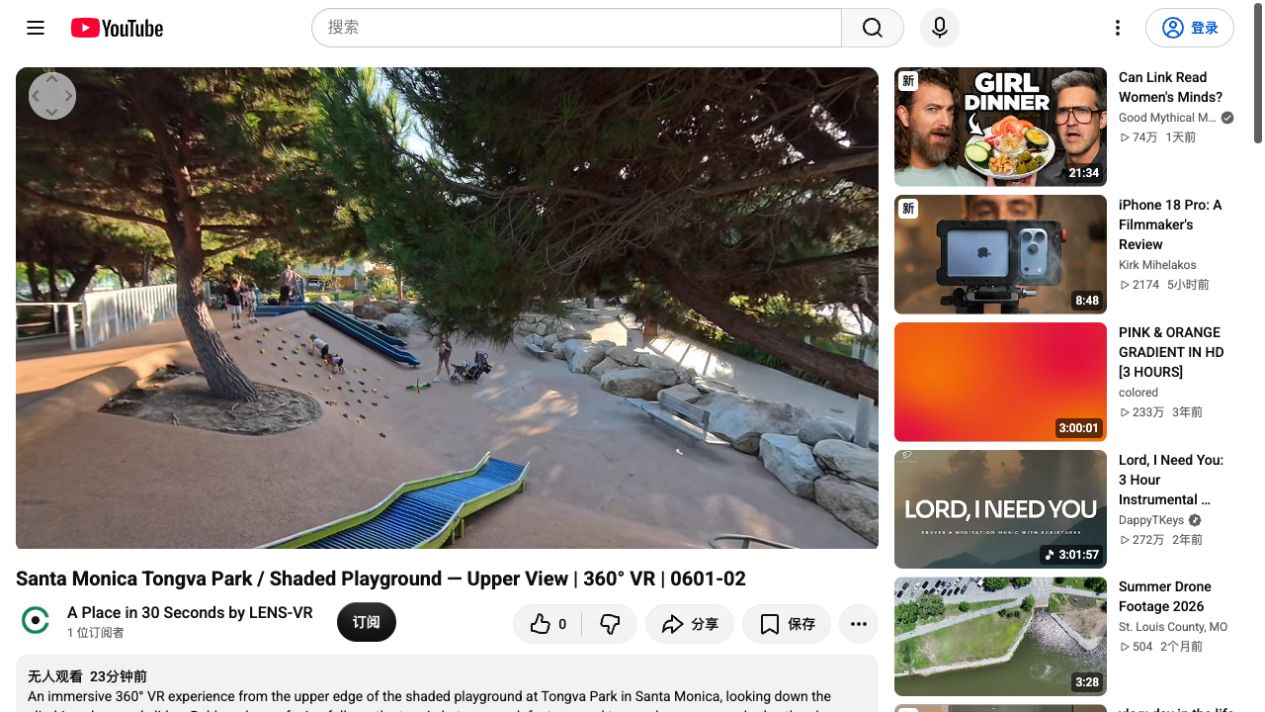 YouTube
搜索
登录
Santa Monica Tongva Park / Shaded Playground — Upper View | 360° VR | 0601-02
A Place in 30 Seconds by LENS-VR
1 位订阅者
订阅
0
分享
保存
无人观看 23分钟前
An immersive 360° VR experience from the upper edge of the shaded playground at Tongva Park in Santa Monica, looking down the
新
GIRL
DINNER
21:34
Can Link Read
Women's Minds?
Good Mythical M...
74万 1天前
新
8:48
iPhone 18 Pro: A
Filmmaker's
Review
Kirk Mihelakos
2174 5小时前
3:00:01
PINK & ORANGE
GRADIENT IN HD
[3 HOURS]
colored
233万 3年前
LORD, I NEED YOU
PRAYER & MEDITATION MUSIC WITH SCRIPTURES
3:01:57
Lord, I Need You:
3 Hour
Instrumental ...
DappyTKeys
272万 2年前
3:28
Summer Drone
Footage 2026
St. Louis County, MO
504 2个月前